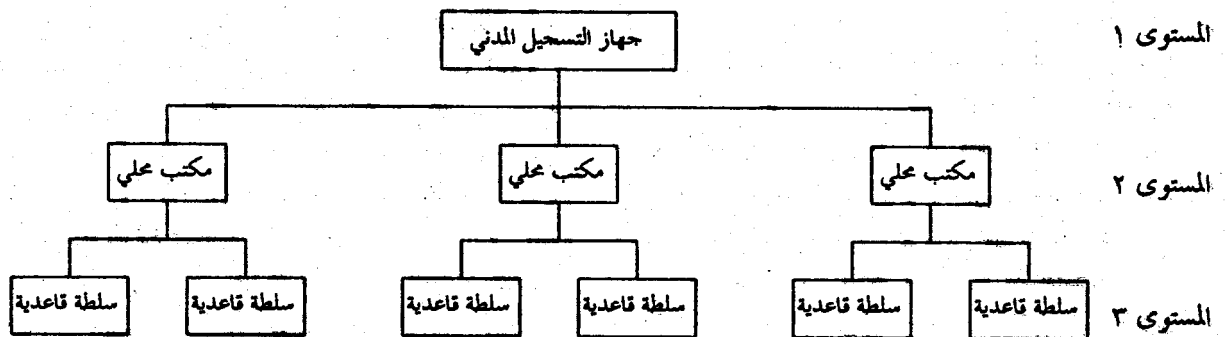 المستوى ١
جهاز التسجيل المدني
المستوى ٢
مكتب محلي
مكتب محلي
مكتب محلي
المستوى ٣
سلطة قاعدية
سلطة قاعدية
سلطة قاعدية
سلطة قاعدية
سلطة قاعدية
سلطة قاعدية